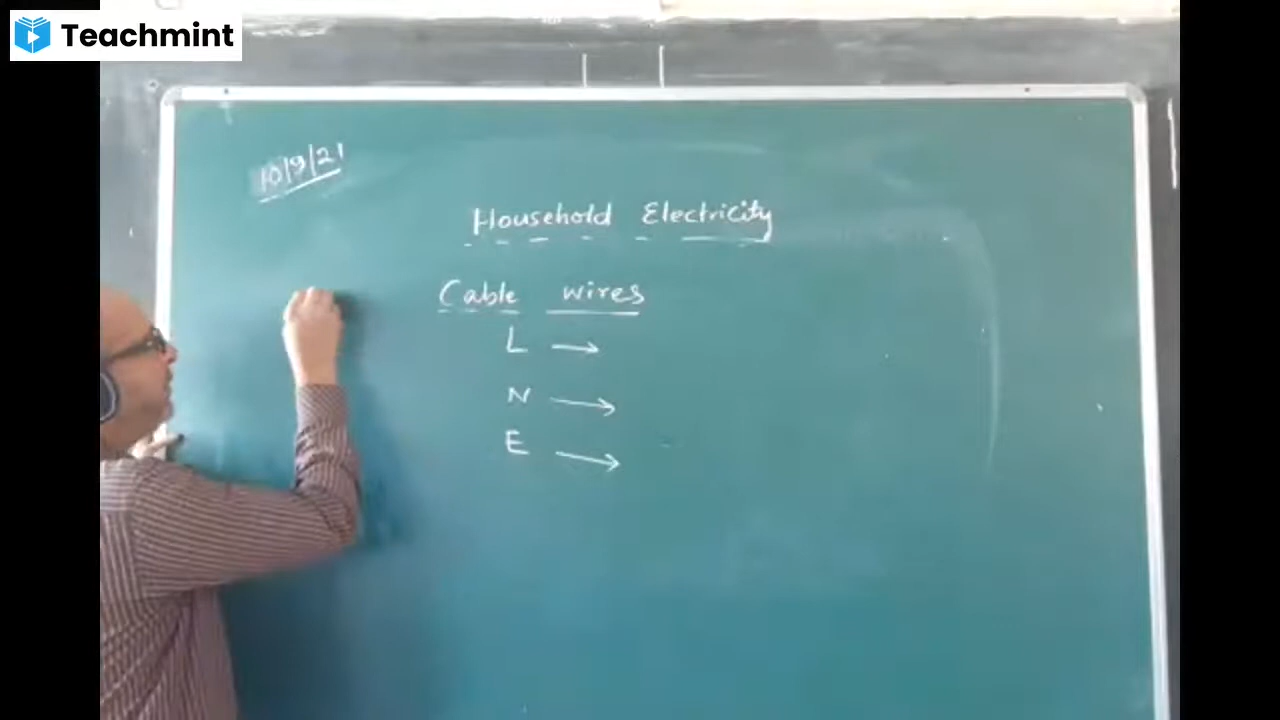 Teachmint
10/9/21
Household Electricity
Cable wires
L →
N →
E →